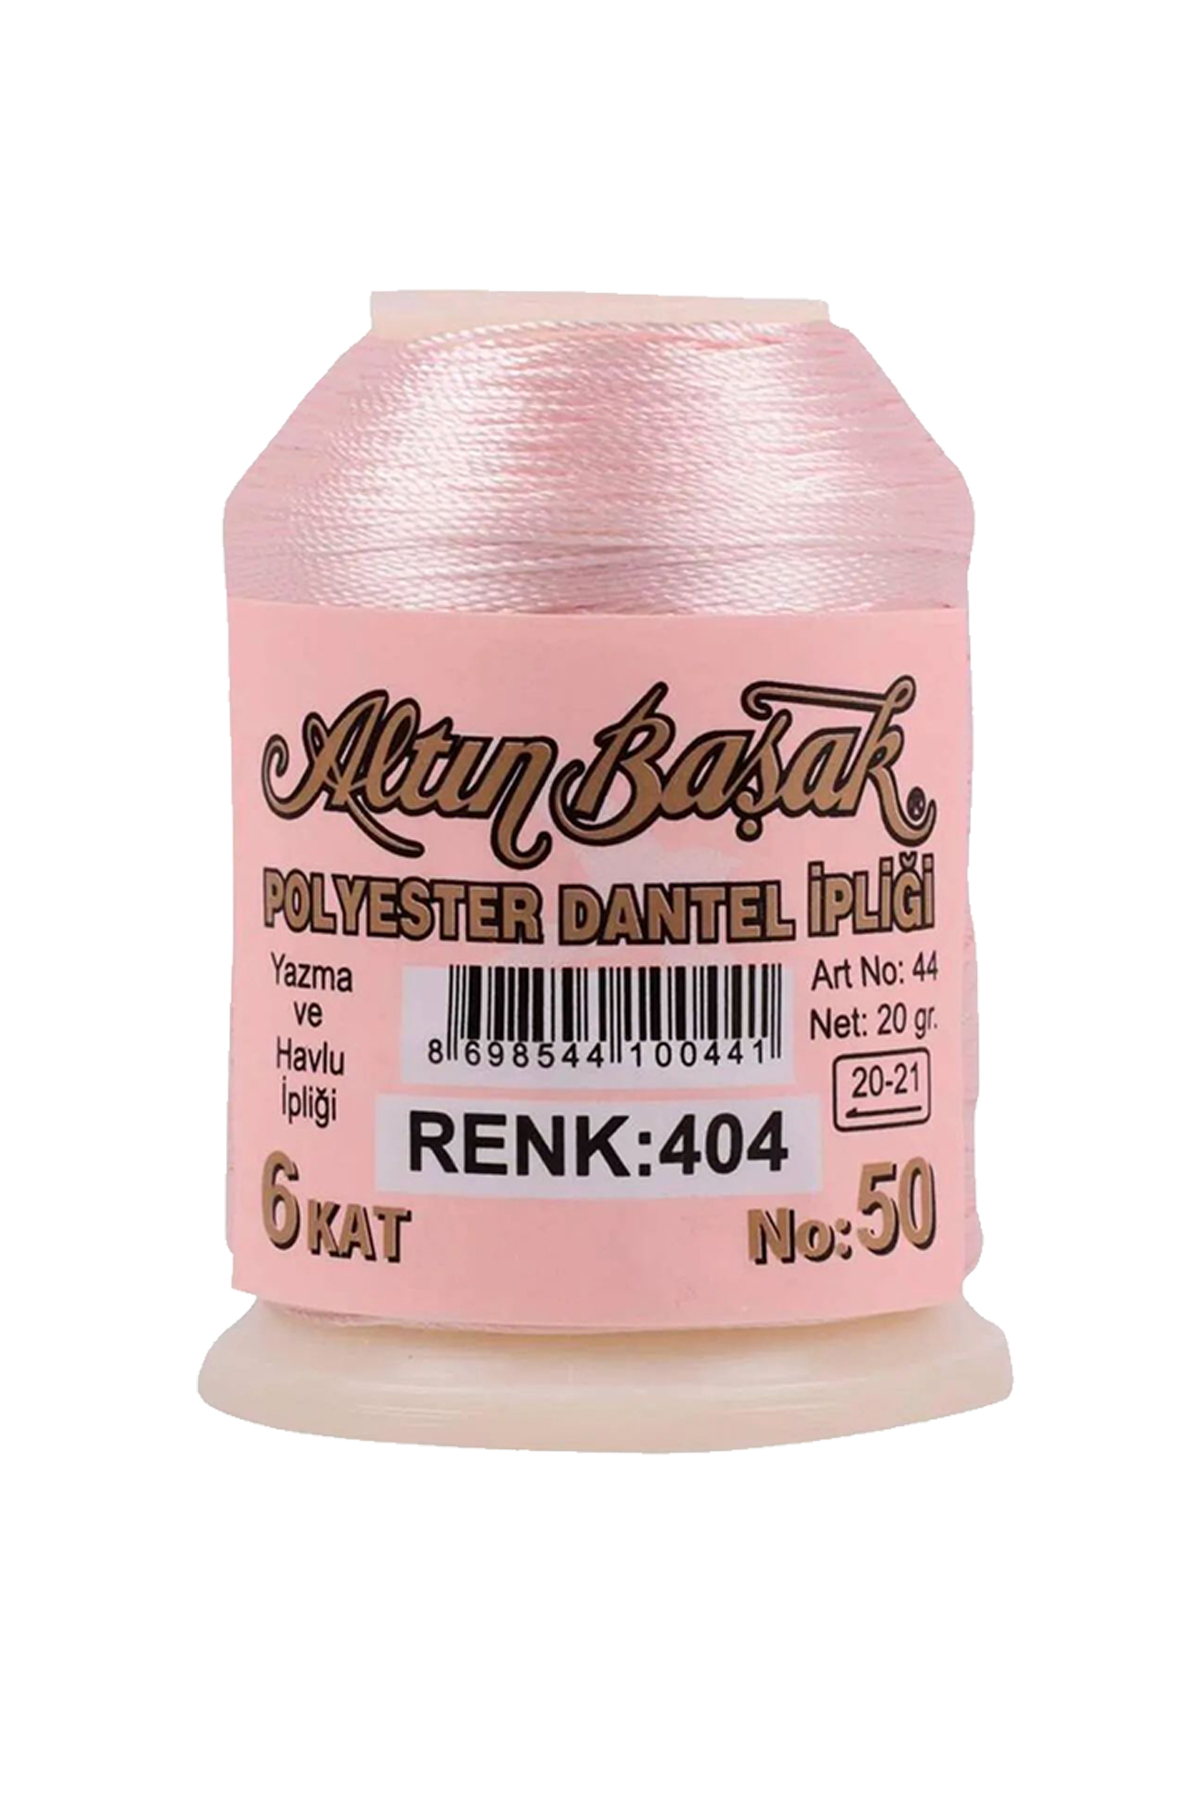 Altın Başak ®
POLYESTER DANTEL İPLİĞİ
Yazma
ve
Havlu
İpliği
8 698544 100441
Art No: 44
Net: 20 gr.
20-21
RENK:404
6 KAT
No:50